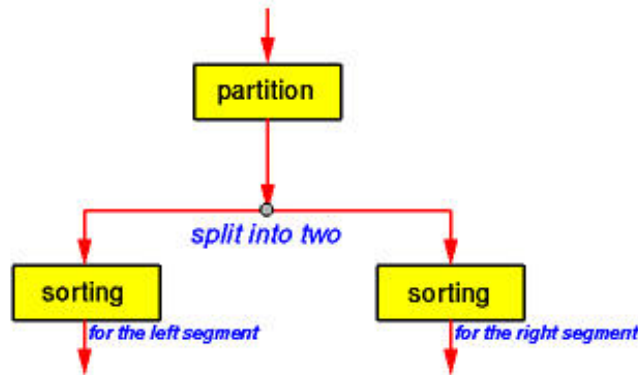 partition
split into two
sorting
sorting
for the left segment
for the right segment